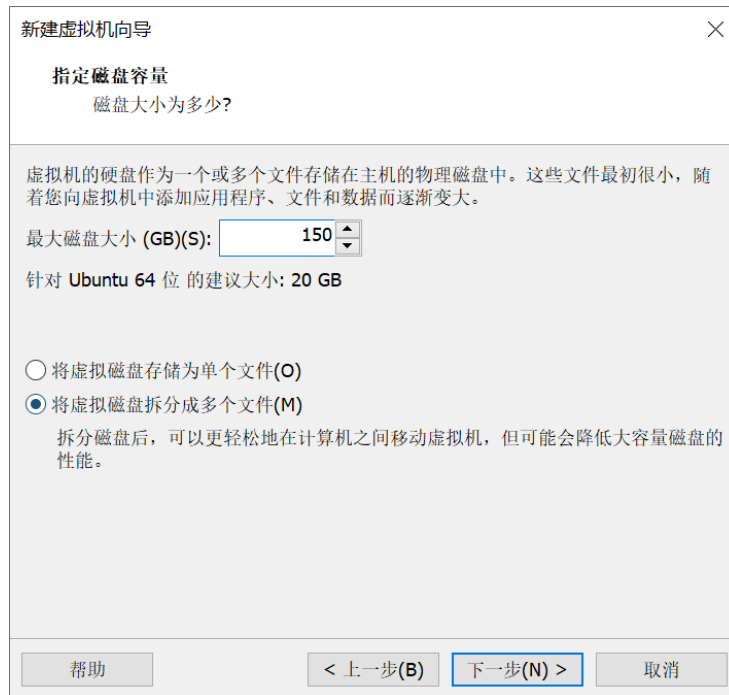 新建虚拟机向导
指定磁盘容量
磁盘大小为多少?
虚拟机的硬盘作为一个或多个文件存储在主机的物理磁盘中。这些文件最初很小，随
着您向虚拟机中添加应用程序、文件和数据而逐渐变大。
最大磁盘大小 (GB)(S): 150
针对 Ubuntu 64 位 的建议大小: 20 GB
将虚拟磁盘存储为单个文件(O)
将虚拟磁盘拆分成多个文件(M)
拆分磁盘后，可以更轻松地在计算机之间移动虚拟机，但可能会降低大容量磁盘的
性能。
帮助 < 上一步(B) 下一步(N) > 取消